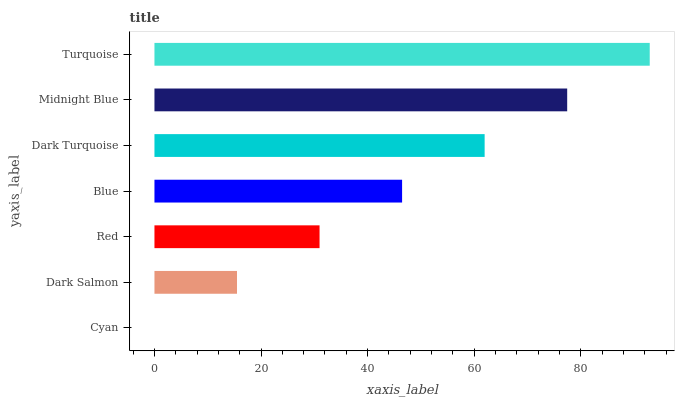 title
Turquoise
Midnight Blue
Dark Turquoise
Blue
Red
Dark Salmon
Cyan
yaxis_label
0 20 40 60 80
xaxis_label